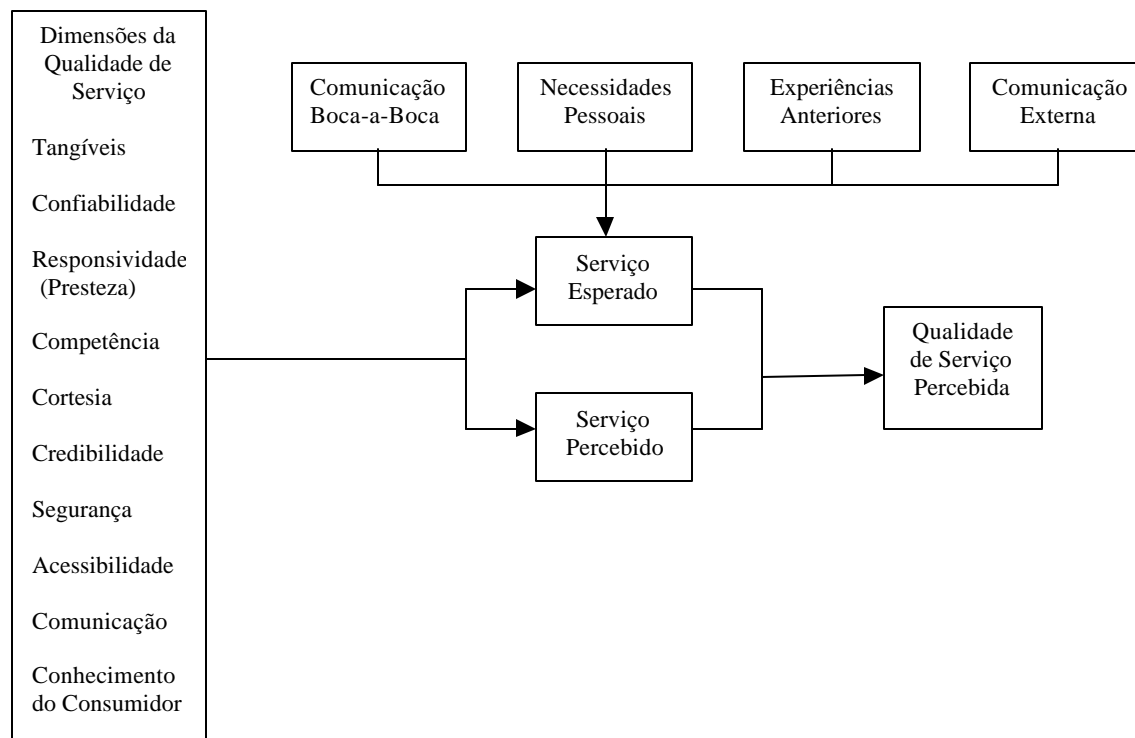 Dimensões da
Qualidade de
Serviço
Tangíveis
Confiabilidade
Responsividade
(Presteza)
Competência
Cortesia
Credibilidade
Segurança
Acessibilidade
Comunicação
Conhecimento
do Consumidor
Comunicação
Boca-a-Boca
Necessidades
Pessoais
Experiências
Anteriores
Comunicação
Externa
Serviço
Esperado
Serviço
Percebido
Qualidade
de Serviço
Percebida